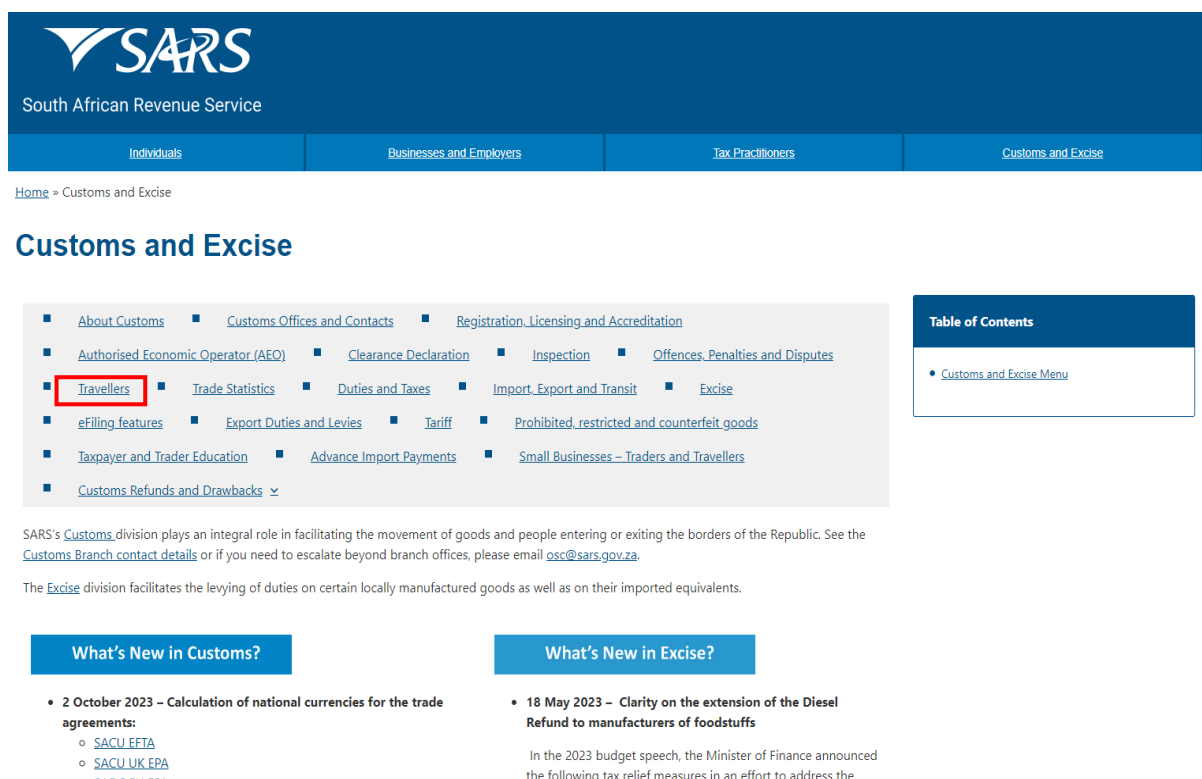 SARS
South African Revenue Service
Individuals Businesses and Employers Tax Practitioners Customs and Excise
Home » Customs and Excise
Customs and Excise
About Customs Customs Offices and Contacts Registration, Licensing and Accreditation
Authorised Economic Operator (AEO) Clearance Declaration Inspection Offences, Penalties and Disputes
Travellers Trade Statistics Duties and Taxes Import, Export and Transit Excise
eFiling features Export Duties and Levies Tariff Prohibited, restricted and counterfeit goods
Taxpayer and Trader Education Advance Import Payments Small Businesses – Traders and Travellers
Customs Refunds and Drawbacks
Table of Contents
Customs and Excise Menu
SARS's Customs division plays an integral role in facilitating the movement of goods and people entering or exiting the borders of the Republic. See the
Customs Branch contact details or if you need to escalate beyond branch offices, please email osc@sars.gov.za.
The Excise division facilitates the levying of duties on certain locally manufactured goods as well as on their imported equivalents.
What's New in Customs?
2 October 2023 – Calculation of national currencies for the trade
agreements:
SACU EFTA
SACU UK EPA
What's New in Excise?
18 May 2023 – Clarity on the extension of the Diesel
Refund to manufacturers of foodstuffs
In the 2023 budget speech, the Minister of Finance announced
the following tax relief measures in an effort to address the